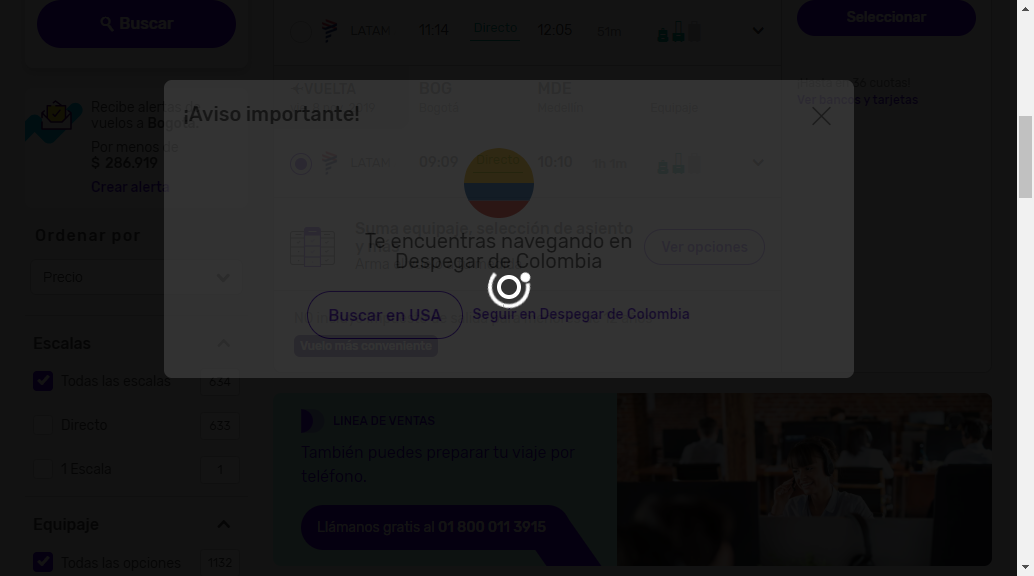 Buscar
LATAM 11:14 Directo 12:05 51m
Seleccionar
VUELTA BOG MDE
Bogotá Medellín Equipaje
Ver bancos y tarjetas
Recibe alertas de
vuelos a Bogotá.
Por menos de
$ 286.919
Crear alerta
¡Aviso importante!
LATAM 09:09 Directo 10:10 1h 1m
Te encuentras navegando en
Despegar de Colombia
Suma equipaje, selección de asiento
Ver opciones
Buscar en USA
Seguir en Despegar de Colombia
Vuelo más conveniente
Ordenar por
Precio
Escalas
Todas las escalas 634
Directo 633
1 Escala 1
Equipaje
Todas las opciones 1132
LINEA DE VENTAS
También puedes preparar tu viaje por
teléfono.
Llámanos gratis al 01 800 011 3915